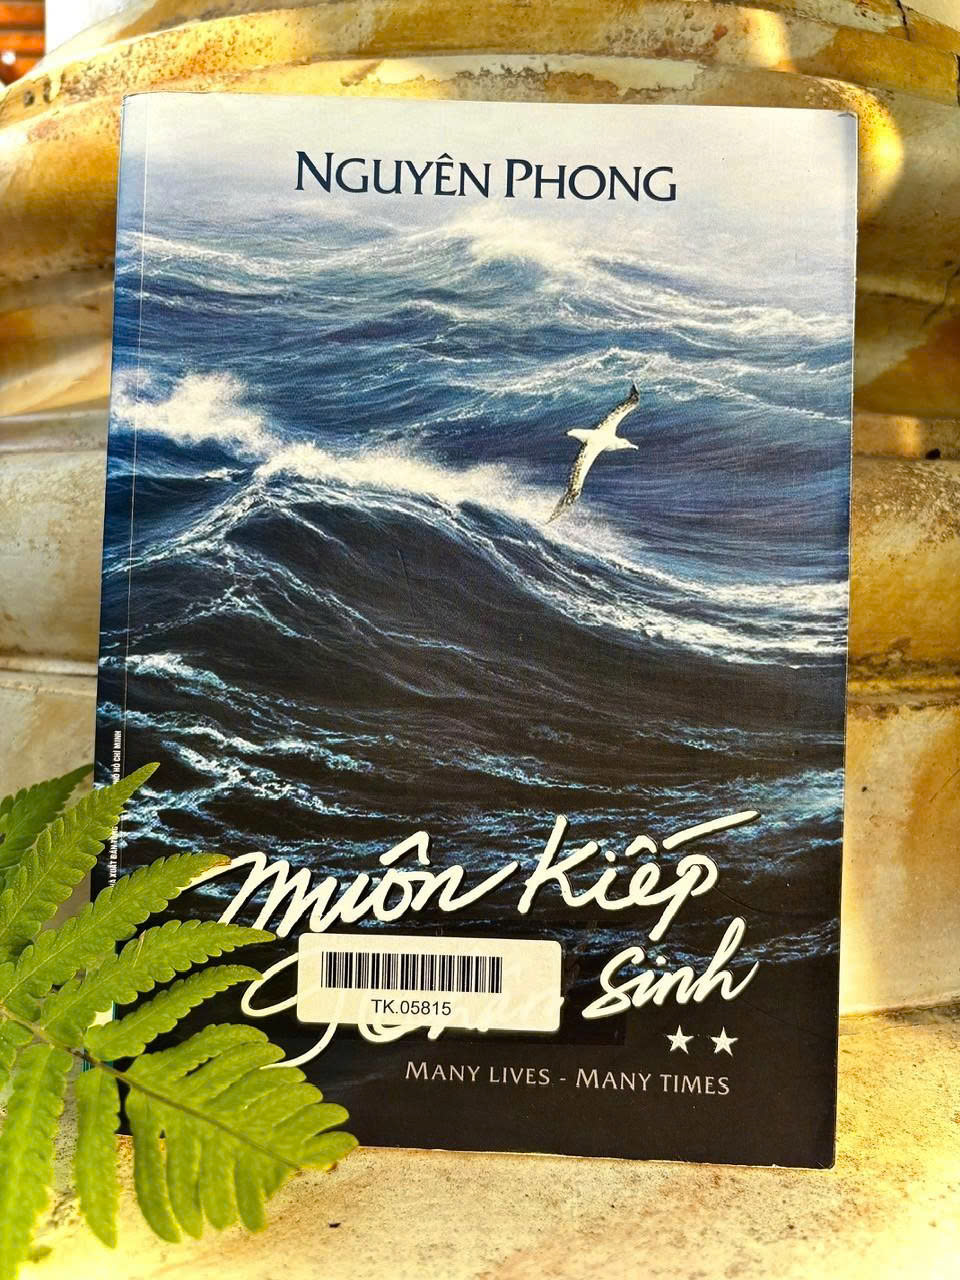 NGUYÊN PHONG
muôn Kiếp
sinh
TK.05815
MANY LIVES - MANY TIMES